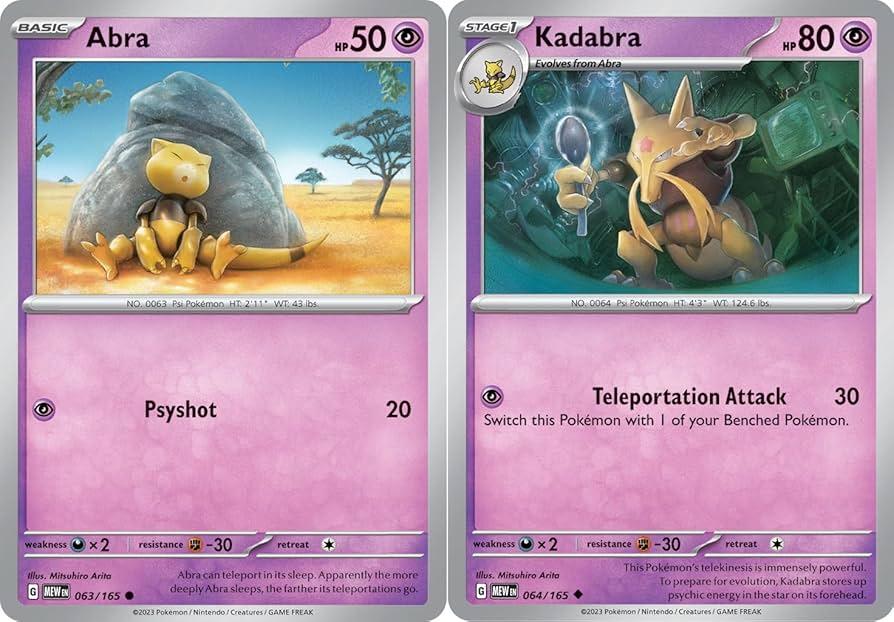 BASIC
Abra
HP 50
NO. 0063 Psi Pokémon HT: 2'11" WT: 43 lbs.
Psyshot 20
weakness ×2 resistance -30 retreat
Illus. Mitsuhiro Arita
Abra can teleport in its sleep. Apparently the more
deeply Abra sleeps, the farther its teleportations go.
G MEW EN 063/165
©2023 Pokémon / Nintendo / Creatures / GAME FREAK
STAGE 1
Kadabra
HP 80
Evolves from Abra
NO. 0064 Psi Pokémon HT: 4'3" WT: 124.6 lbs.
Teleportation Attack 30
Switch this Pokémon with 1 of your Benched Pokémon.
weakness ×2 resistance -30 retreat
Illus. Mitsuhiro Arita
This Pokémon's telekinesis is immensely powerful.
To prepare for evolution, Kadabra stores up
psychic energy in the star on its forehead.
G MEW EN 064/165
©2023 Pokémon / Nintendo / Creatures / GAME FREAK